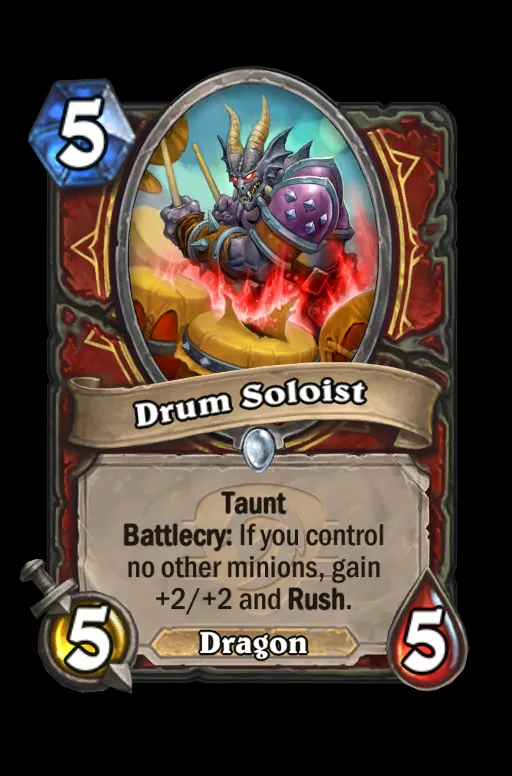 5
Drum Soloist
Taunt
Battlecry: If you control
no other minions, gain
+2/+2 and Rush.
5
Dragon
5